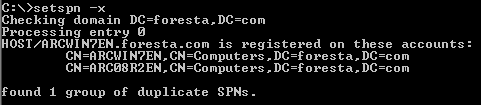 C:\>setspn -x
Checking domain DC=foresta,DC=com
Processing entry 0
HOST/ARCWIN7EN.foresta.com is registered on these accounts:
CN=ARCWIN7EN,CN=Computers,DC=foresta,DC=com
CN=ARC08R2EN,CN=Computers,DC=foresta,DC=com
found 1 group of duplicate SPNs.